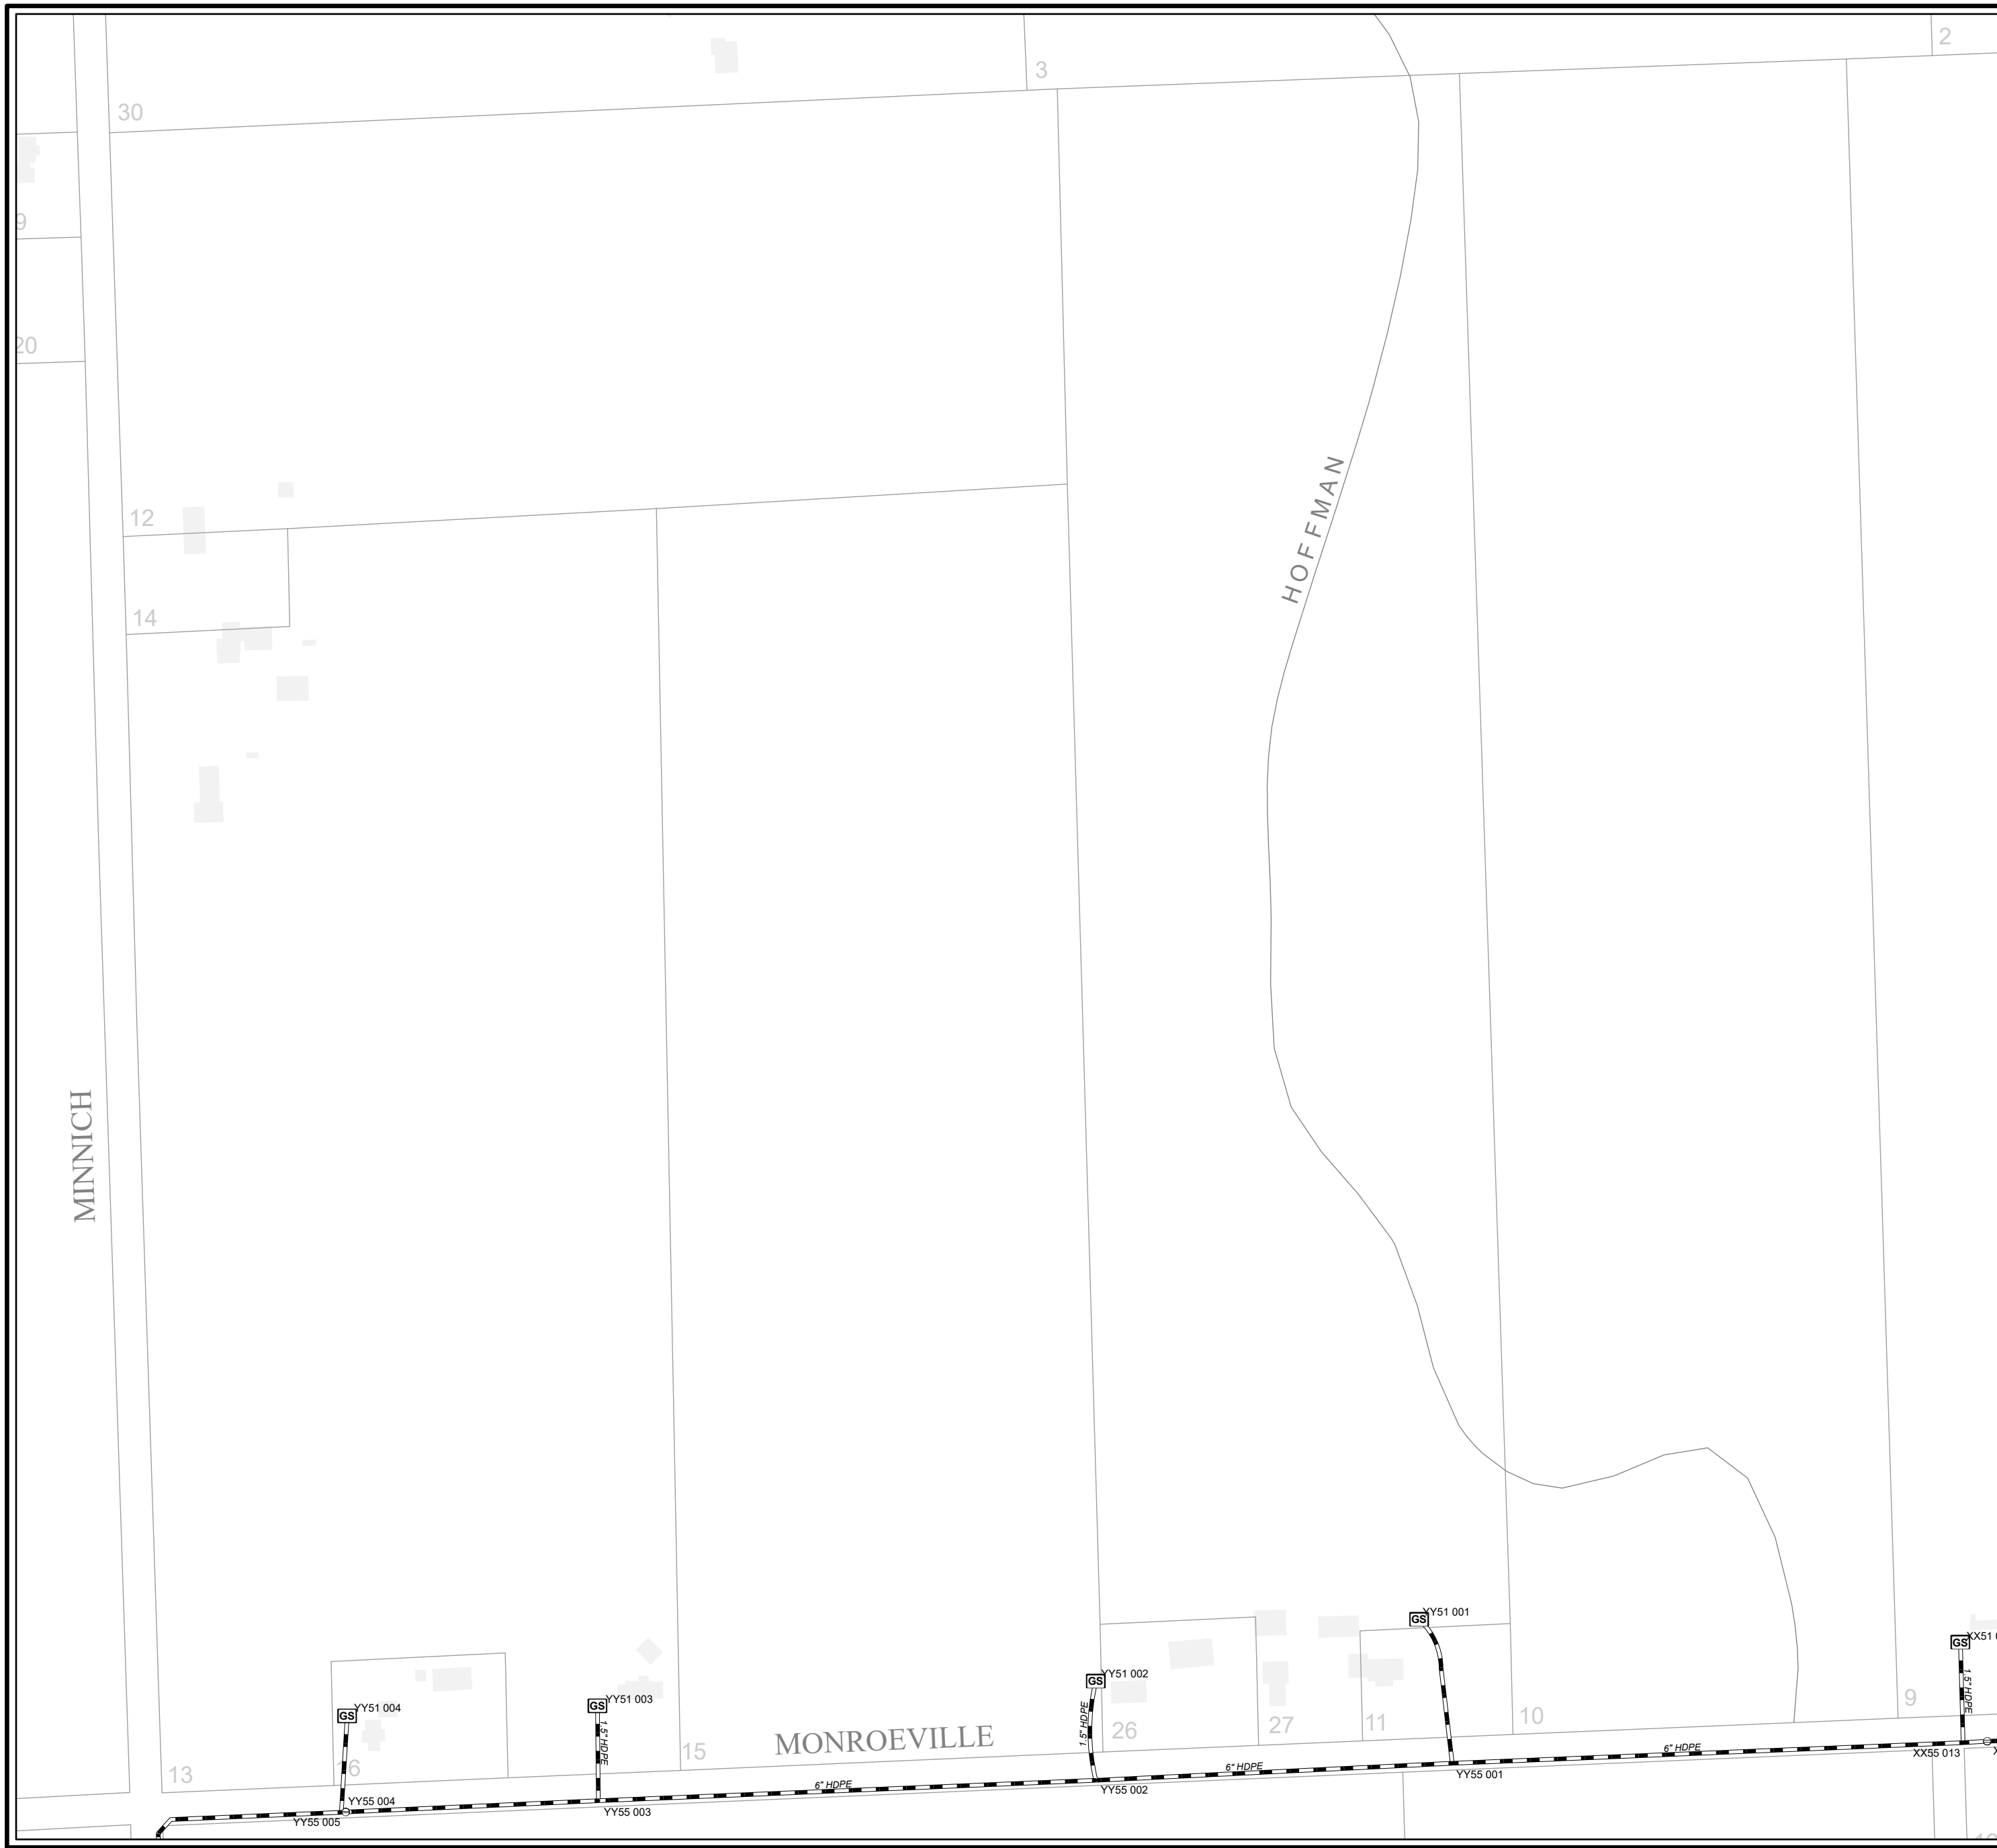 2
3
30
9
20
HOFFMAN
12
14
MINNICH
YY51 001
GS
XX51
GS
YY51 002
GS
1.5" HDPE
YY51 003
GS
YY51 004
GS
9
10
11
27
26
1.5" HDPE
1.5" HDPE
MONROEVILLE
15
16
13
6" HDPE
XX55 013
6" HDPE
YY55 001
6" HDPE
YY55 002
YY55 003
YY55 004
YY55 005